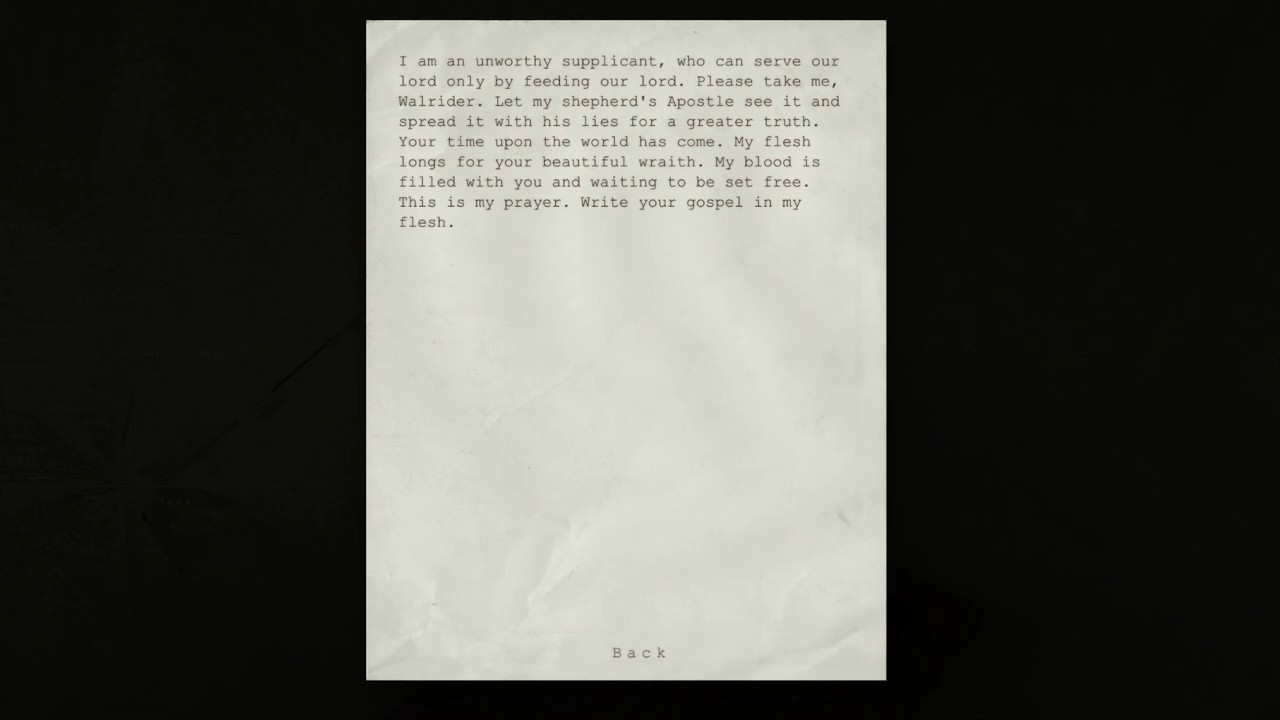 I am an unworthy supplicant, who can serve our
lord only by feeding our lord. Please take me,
Walrider. Let my shepherd's Apostle see it and
spread it with his lies for a greater truth.
Your time upon the world has come. My flesh
longs for your beautiful wraith. My blood is
filled with you and waiting to be set free.
This is my prayer. Write your gospel in my
flesh.
Back